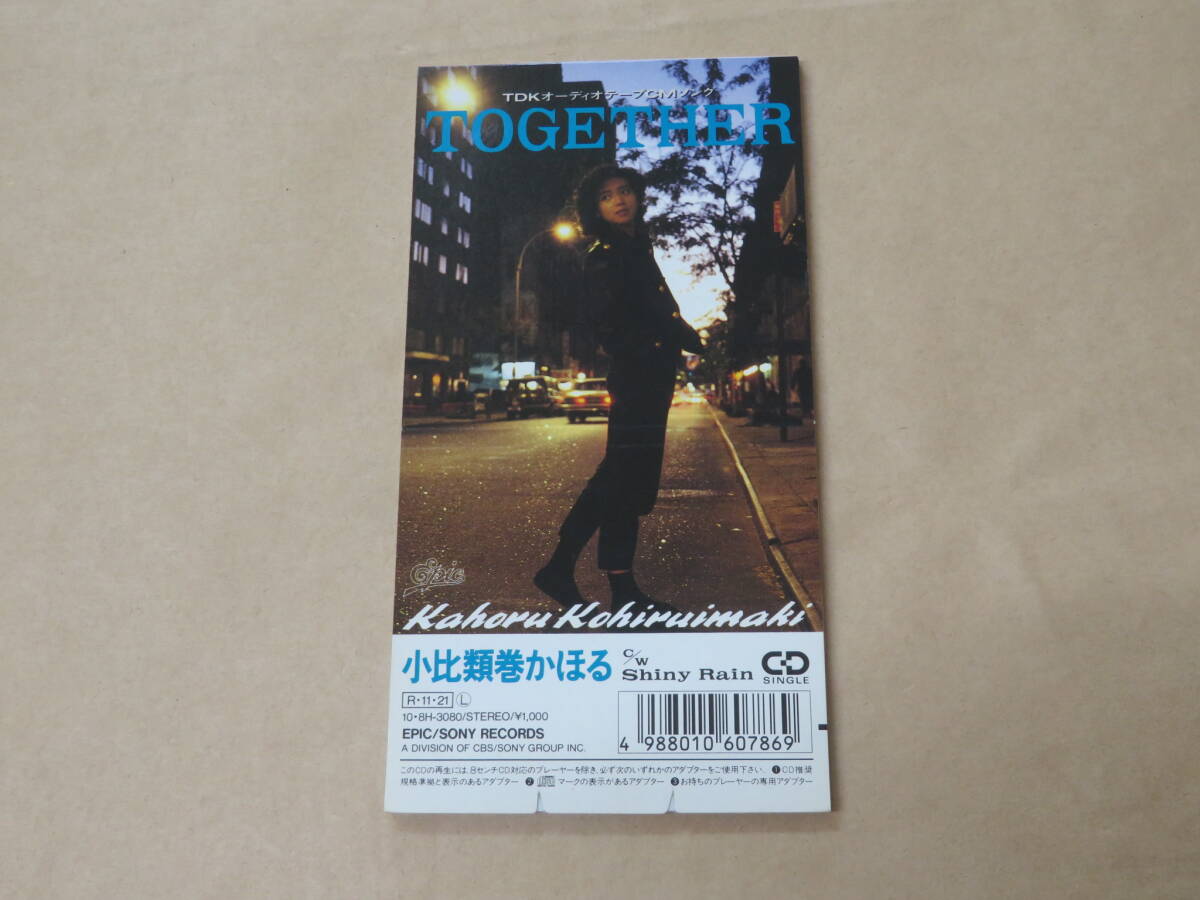 TDKオーディオテープCMソング
TOGETHER
Epic
Kahoru Kohiruimaki
小比類巻かほる
C/W
Shiny Rain
CD
SINGLE
R・11・21 Ⓛ
10・8H-3080/STEREO/¥1,000
EPIC/SONY RECORDS
A DIVISION OF CBS/SONY GROUP INC.
4 988010 607869
このCDの再生には、8センチCD対応のプレーヤーを除き、必ず次のいずれかのアダプターをご使用下さい。 ❶CD推奨
規格準拠と表示のあるアダプター ❷ マークの表示があるアダプター ❸お持ちのプレーヤーの専用アダプター